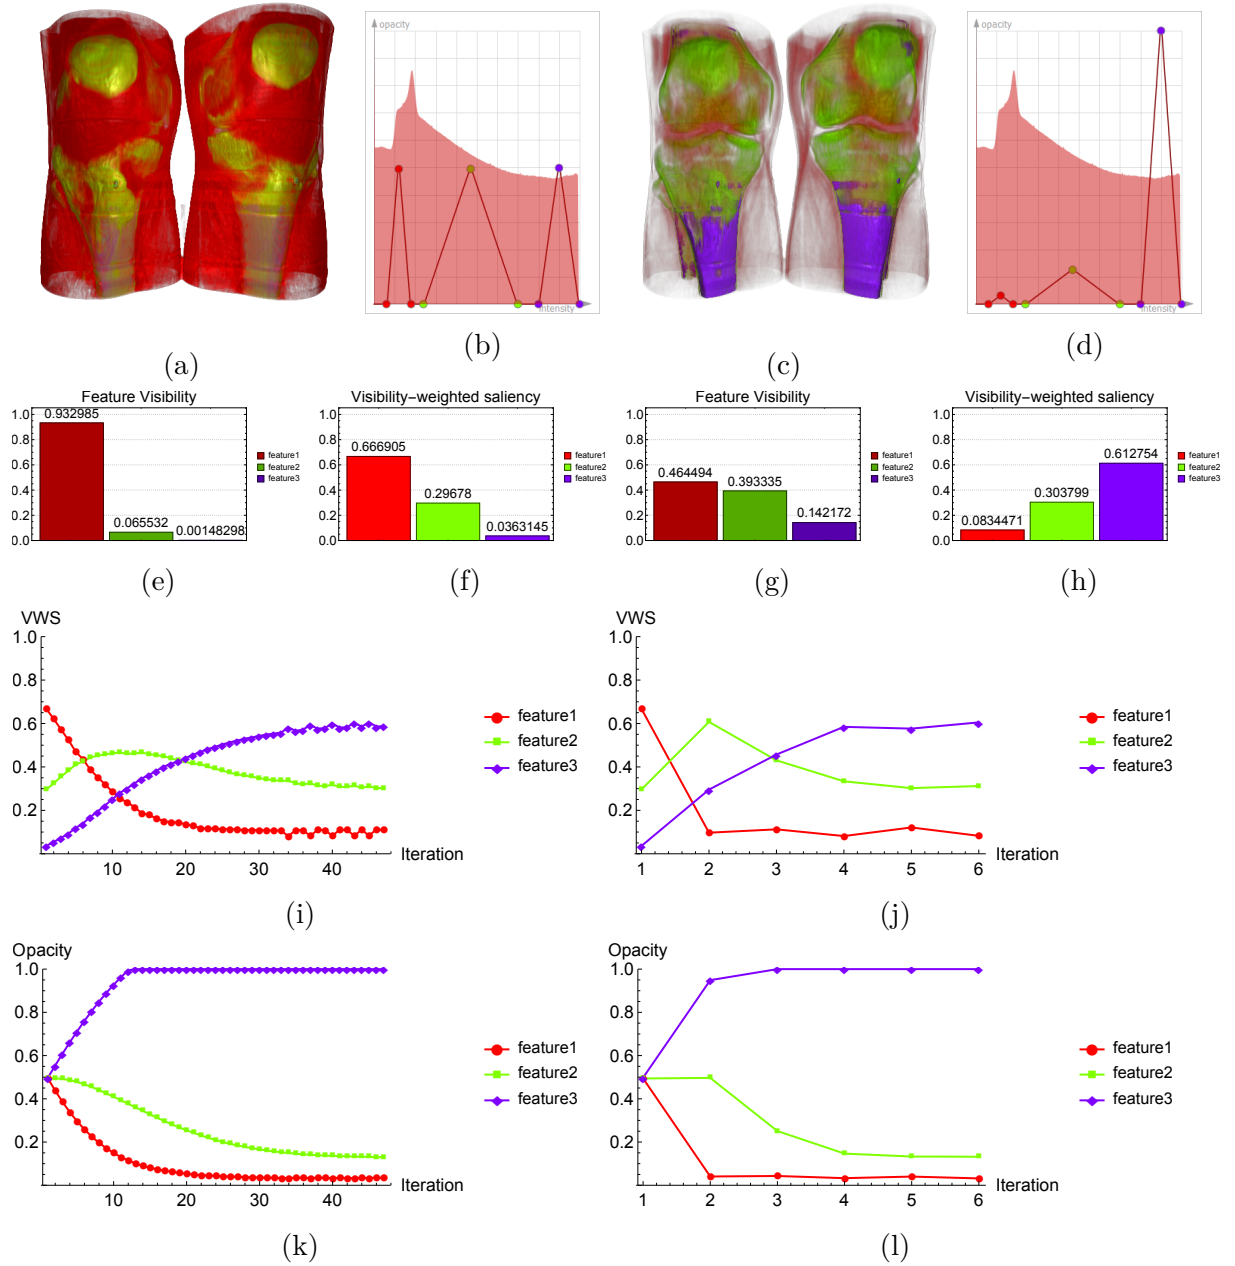 opacity
intensity
(a)
(b)
opacity
intensity
(c)
(d)
Feature Visibility
1.0
0.8
0.6
0.4
0.2
0.0
0.932985
0.065532
0.00148298
feature1
feature2
feature3
(e)
Visibility-weighted saliency
1.0
0.8
0.6
0.4
0.2
0.0
0.666905
0.29678
0.0363145
feature1
feature2
feature3
(f)
Feature Visibility
1.0
0.8
0.6
0.4
0.2
0.0
0.464494
0.393335
0.142172
feature1
feature2
feature3
(g)
Visibility-weighted saliency
1.0
0.8
0.6
0.4
0.2
0.0
0.0834471
0.303799
0.612754
feature1
feature2
feature3
(h)
VWS
1.0
0.8
0.6
0.4
0.2
10
20
30
40
Iteration
feature1
feature2
feature3
(i)
VWS
1.0
0.8
0.6
0.4
0.2
1
2
3
4
5
6
Iteration
feature1
feature2
feature3
(j)
Opacity
1.0
0.8
0.6
0.4
0.2
10
20
30
40
Iteration
feature1
feature2
feature3
(k)
Opacity
1.0
0.8
0.6
0.4
0.2
1
2
3
4
5
6
Iteration
feature1
feature2
feature3
(l)